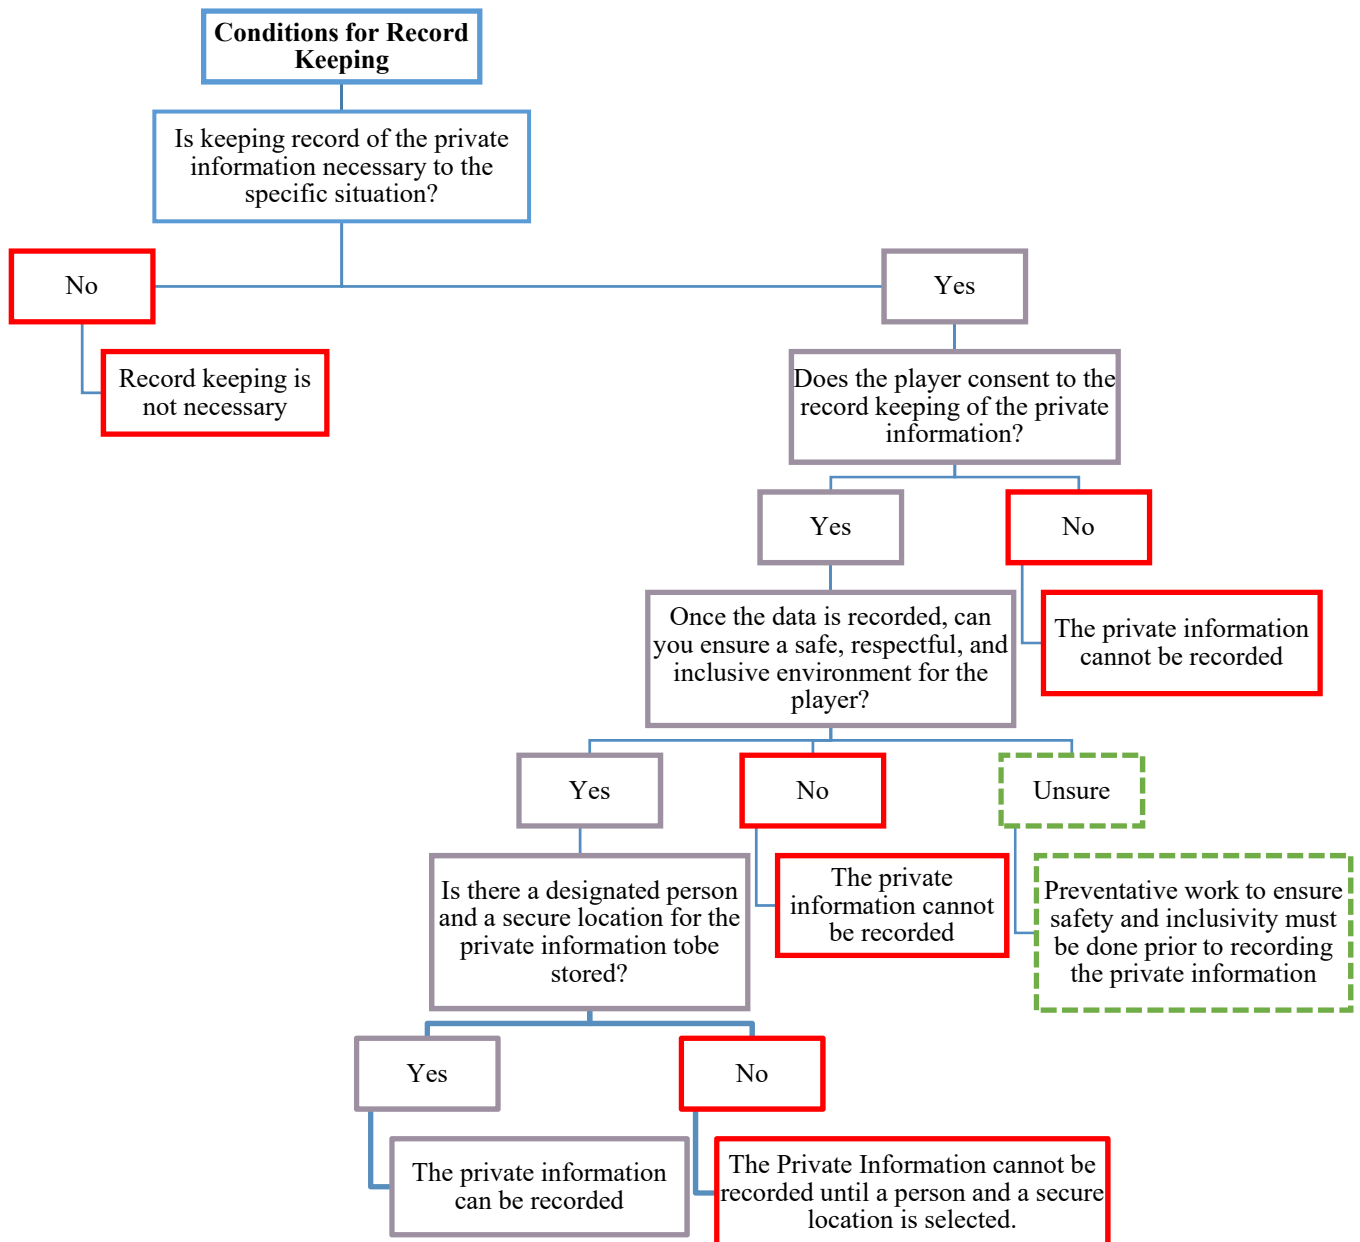 Conditions for Record
Keeping
Is keeping record of the private
information necessary to the
specific situation?
No
Yes
Record keeping is
not necessary
Does the player consent to the
record keeping of the private
information?
Yes
No
Once the data is recorded, can
you ensure a safe, respectful, and
inclusive environment for the
player?
The private information
cannot be recorded
Yes
No
Unsure
Is there a designated person
and a secure location for the
private information tobe
stored?
The private
information cannot
be recorded
Preventative work to ensure
safety and inclusivity must
be done prior to recording
the private information
Yes
No
The private information
can be recorded
The Private Information cannot be
recorded until a person and a secure
location is selected.